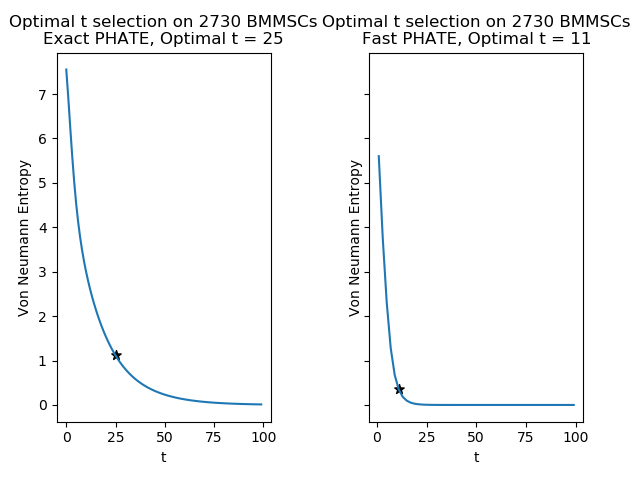 Optimal t selection on 2730 BMMSCs
Exact PHATE, Optimal t = 25
7
6
5
4
3
2
1
0
Von Neumann Entropy
0 25 50 75 100
t
Optimal t selection on 2730 BMMSCs
Fast PHATE, Optimal t = 11
Von Neumann Entropy
0 25 50 75 100
t